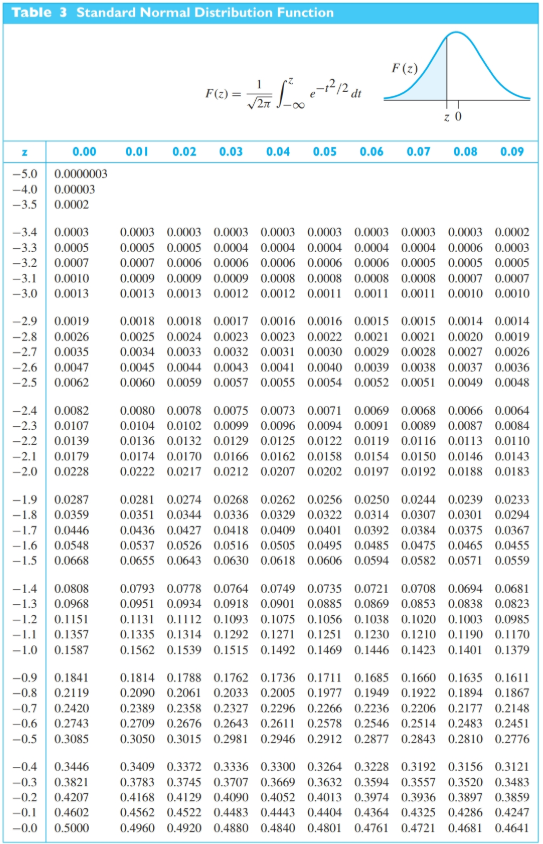 Table 3 Standard Normal Distribution Function
F(z) = 1/√2π ∫_{−∞}^{z} e^{−t²/2} dt
F(z)
z 0
z 0.00 0.01 0.02 0.03 0.04 0.05 0.06 0.07 0.08 0.09
−5.0 0.0000003
−4.0 0.00003
−3.5 0.0002
−3.4 0.0003 0.0003 0.0003 0.0003 0.0003 0.0003 0.0003 0.0003 0.0003 0.0002
−3.3 0.0005 0.0005 0.0005 0.0004 0.0004 0.0004 0.0004 0.0004 0.0006 0.0003
−3.2 0.0007 0.0007 0.0006 0.0006 0.0006 0.0006 0.0006 0.0005 0.0005 0.0005
−3.1 0.0010 0.0009 0.0009 0.0009 0.0008 0.0008 0.0008 0.0008 0.0007 0.0007
−3.0 0.0013 0.0013 0.0013 0.0012 0.0012 0.0011 0.0011 0.0011 0.0010 0.0010
−2.9 0.0019 0.0018 0.0018 0.0017 0.0016 0.0016 0.0015 0.0015 0.0014 0.0014
−2.8 0.0026 0.0025 0.0024 0.0023 0.0023 0.0022 0.0021 0.0021 0.0020 0.0019
−2.7 0.0035 0.0034 0.0033 0.0032 0.0031 0.0030 0.0029 0.0028 0.0027 0.0026
−2.6 0.0047 0.0045 0.0044 0.0043 0.0041 0.0040 0.0039 0.0038 0.0037 0.0036
−2.5 0.0062 0.0060 0.0059 0.0057 0.0055 0.0054 0.0052 0.0051 0.0049 0.0048
−2.4 0.0082 0.0080 0.0078 0.0075 0.0073 0.0071 0.0069 0.0068 0.0066 0.0064
−2.3 0.0107 0.0104 0.0102 0.0099 0.0096 0.0094 0.0091 0.0089 0.0087 0.0084
−2.2 0.0139 0.0136 0.0132 0.0129 0.0125 0.0122 0.0119 0.0116 0.0113 0.0110
−2.1 0.0179 0.0174 0.0170 0.0166 0.0162 0.0158 0.0154 0.0150 0.0146 0.0143
−2.0 0.0228 0.0222 0.0217 0.0212 0.0207 0.0202 0.0197 0.0192 0.0188 0.0183
−1.9 0.0287 0.0281 0.0274 0.0268 0.0262 0.0256 0.0250 0.0244 0.0239 0.0233
−1.8 0.0359 0.0351 0.0344 0.0336 0.0329 0.0322 0.0314 0.0307 0.0301 0.0294
−1.7 0.0446 0.0436 0.0427 0.0418 0.0409 0.0401 0.0392 0.0384 0.0375 0.0367
−1.6 0.0548 0.0537 0.0526 0.0516 0.0505 0.0495 0.0485 0.0475 0.0465 0.0455
−1.5 0.0668 0.0655 0.0643 0.0630 0.0618 0.0606 0.0594 0.0582 0.0571 0.0559
−1.4 0.0808 0.0793 0.0778 0.0764 0.0749 0.0735 0.0721 0.0708 0.0694 0.0681
−1.3 0.0968 0.0951 0.0934 0.0918 0.0901 0.0885 0.0869 0.0853 0.0838 0.0823
−1.2 0.1151 0.1131 0.1112 0.1093 0.1075 0.1056 0.1038 0.1020 0.1003 0.0985
−1.1 0.1357 0.1335 0.1314 0.1292 0.1271 0.1251 0.1230 0.1210 0.1190 0.1170
−1.0 0.1587 0.1562 0.1539 0.1515 0.1492 0.1469 0.1446 0.1423 0.1401 0.1379
−0.9 0.1841 0.1814 0.1788 0.1762 0.1736 0.1711 0.1685 0.1660 0.1635 0.1611
−0.8 0.2119 0.2090 0.2061 0.2033 0.2005 0.1977 0.1949 0.1922 0.1894 0.1867
−0.7 0.2420 0.2389 0.2358 0.2327 0.2296 0.2266 0.2236 0.2206 0.2177 0.2148
−0.6 0.2743 0.2709 0.2676 0.2643 0.2611 0.2578 0.2546 0.2514 0.2483 0.2451
−0.5 0.3085 0.3050 0.3015 0.2981 0.2946 0.2912 0.2877 0.2843 0.2810 0.2776
−0.4 0.3446 0.3409 0.3372 0.3336 0.3300 0.3264 0.3228 0.3192 0.3156 0.3121
−0.3 0.3821 0.3783 0.3745 0.3707 0.3669 0.3632 0.3594 0.3557 0.3520 0.3483
−0.2 0.4207 0.4168 0.4129 0.4090 0.4052 0.4013 0.3974 0.3936 0.3897 0.3859
−0.1 0.4602 0.4562 0.4522 0.4483 0.4443 0.4404 0.4364 0.4325 0.4286 0.4247
−0.0 0.5000 0.4960 0.4920 0.4880 0.4840 0.4801 0.4761 0.4721 0.4681 0.4641